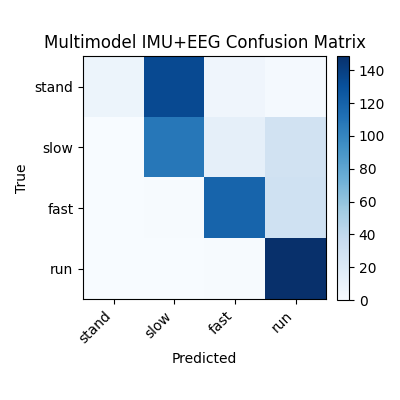 Multimodel IMU+EEG Confusion Matrix
stand
slow
fast
run
True
stand
slow
fast
run
Predicted
140
120
100
80
60
40
20
0